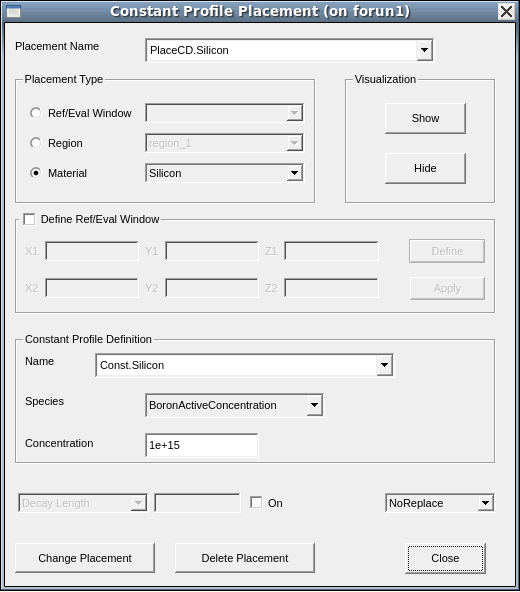 Constant Profile Placement (on forun1)
Placement Name
PlaceCD.Silicon
Placement Type
Visualization
Ref/Eval Window
Show
Region
region_1
Material
Silicon
Hide
Define Ref/Eval Window
X1
Y1
Z1
Define
X2
Y2
Z2
Apply
Constant Profile Definition
Name
Const.Silicon
Species
BoronActiveConcentration
Concentration
1e+15
Decay Length
On
NoReplace
Change Placement
Delete Placement
Close